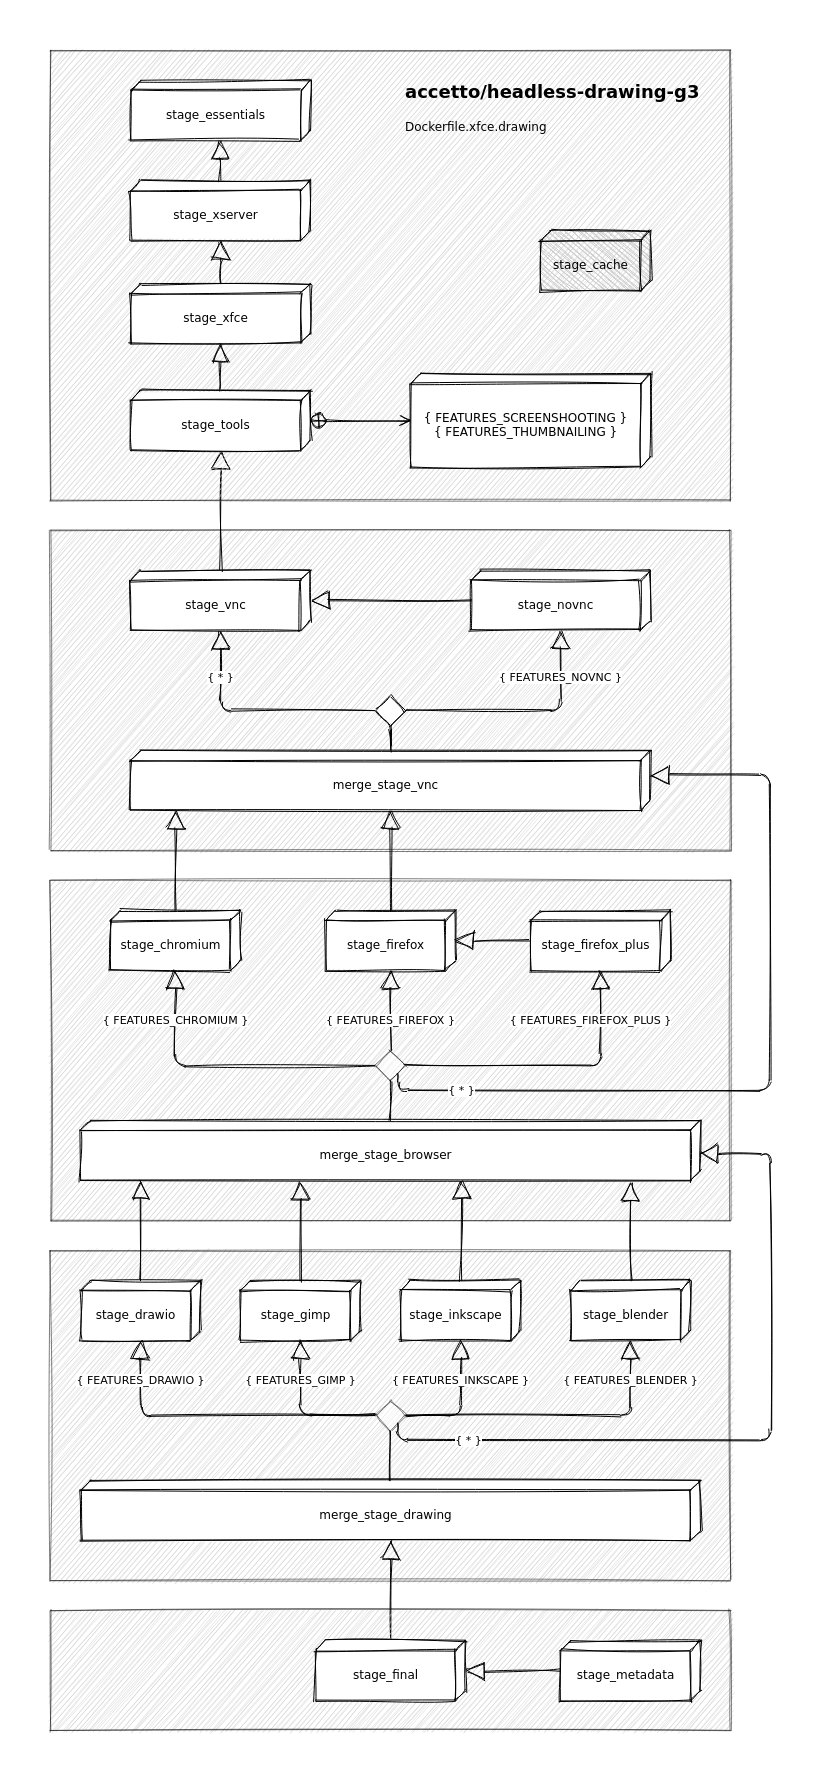 accetto/headless-drawing-g3
stage_essentials
Dockerfile.xfce.drawing
stage_xserver
stage_cache
stage_xfce
stage_tools
{ FEATURES_SCREENSHOOTING }
{ FEATURES_THUMBNAILING }
stage_vnc
stage_novnc
{ * }
{ FEATURES_NOVNC }
merge_stage_vnc
stage_chromium
stage_firefox
stage_firefox_plus
{ FEATURES_CHROMIUM }
{ FEATURES_FIREFOX }
{ FEATURES_FIREFOX_PLUS }
{ * }
merge_stage_browser
stage_drawio
stage_gimp
stage_inkscape
stage_blender
{ FEATURES_DRAWIO }
{ FEATURES_GIMP }
{ FEATURES_INKSCAPE }
{ FEATURES_BLENDER }
{ * }
merge_stage_drawing
stage_final
stage_metadata